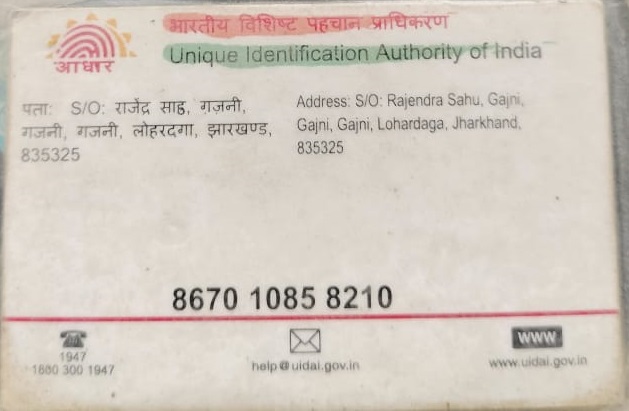 भारतीय विशिष्ट पहचान प्राधिकरण
Unique Identification Authority of India
आधार
पता: S/O: राजेंद्र साह, ग़ज़नी,
गजनी, गजनी, लोहरदगा, झारखण्ड,
835325
Address: S/O: Rajendra Sahu, Gajni,
Gajni, Gajni, Lohardaga, Jharkhand,
835325
8670 1085 8210
1947
1800 300 1947
help@uidai.gov.in
WWW
www.uidai.gov.in